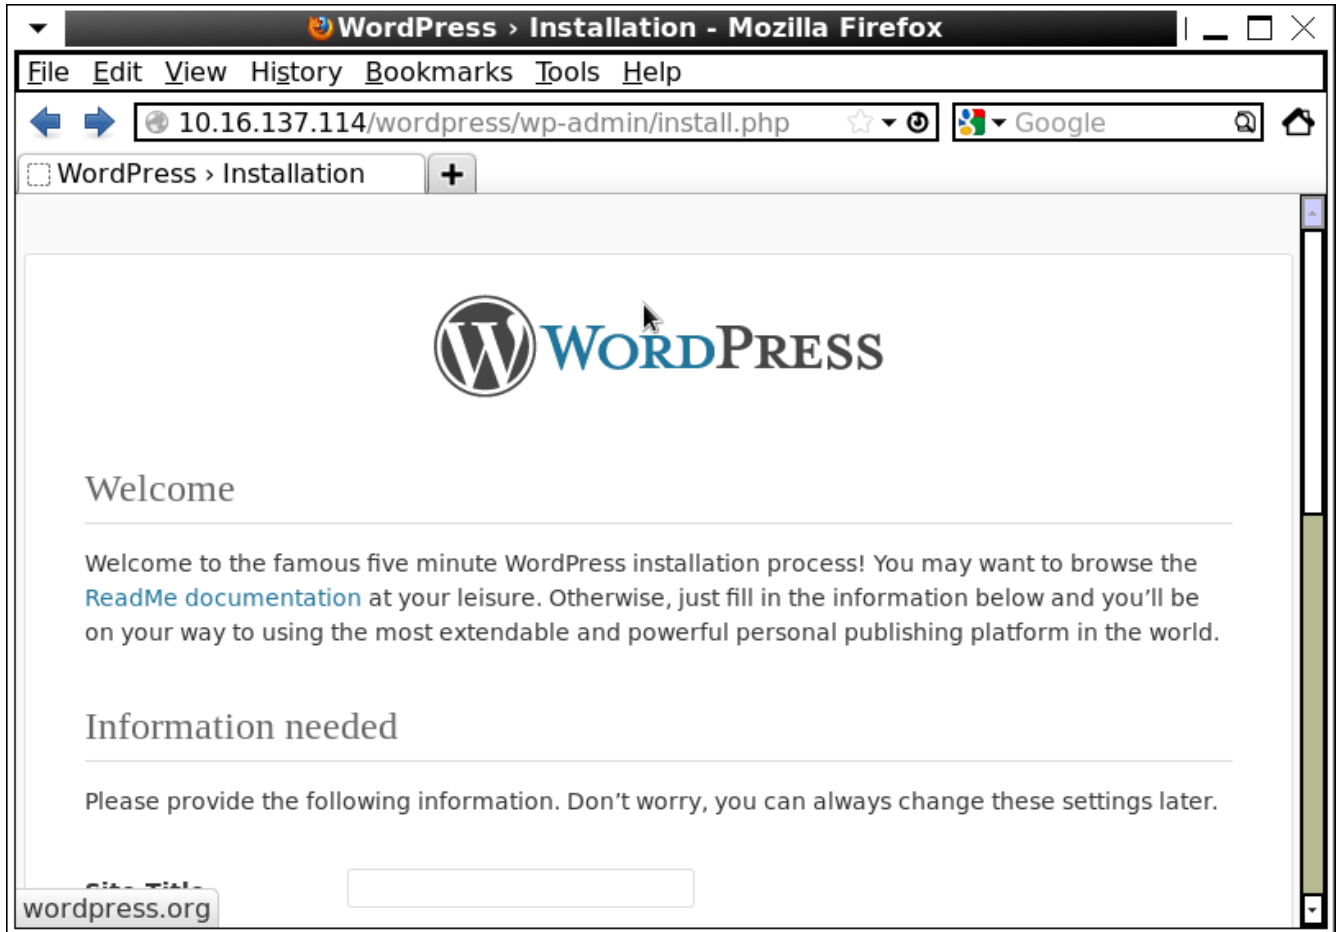 WordPress › Installation - Mozilla Firefox
File Edit View History Bookmarks Tools Help
10.16.137.114/wordpress/wp-admin/install.php Google
WordPress › Installation
WORDPRESS
Welcome
Welcome to the famous five minute WordPress installation process! You may want to browse the
ReadMe documentation at your leisure. Otherwise, just fill in the information below and you’ll be
on your way to using the most extendable and powerful personal publishing platform in the world.
Information needed
Please provide the following information. Don’t worry, you can always change these settings later.
Site Title
wordpress.org